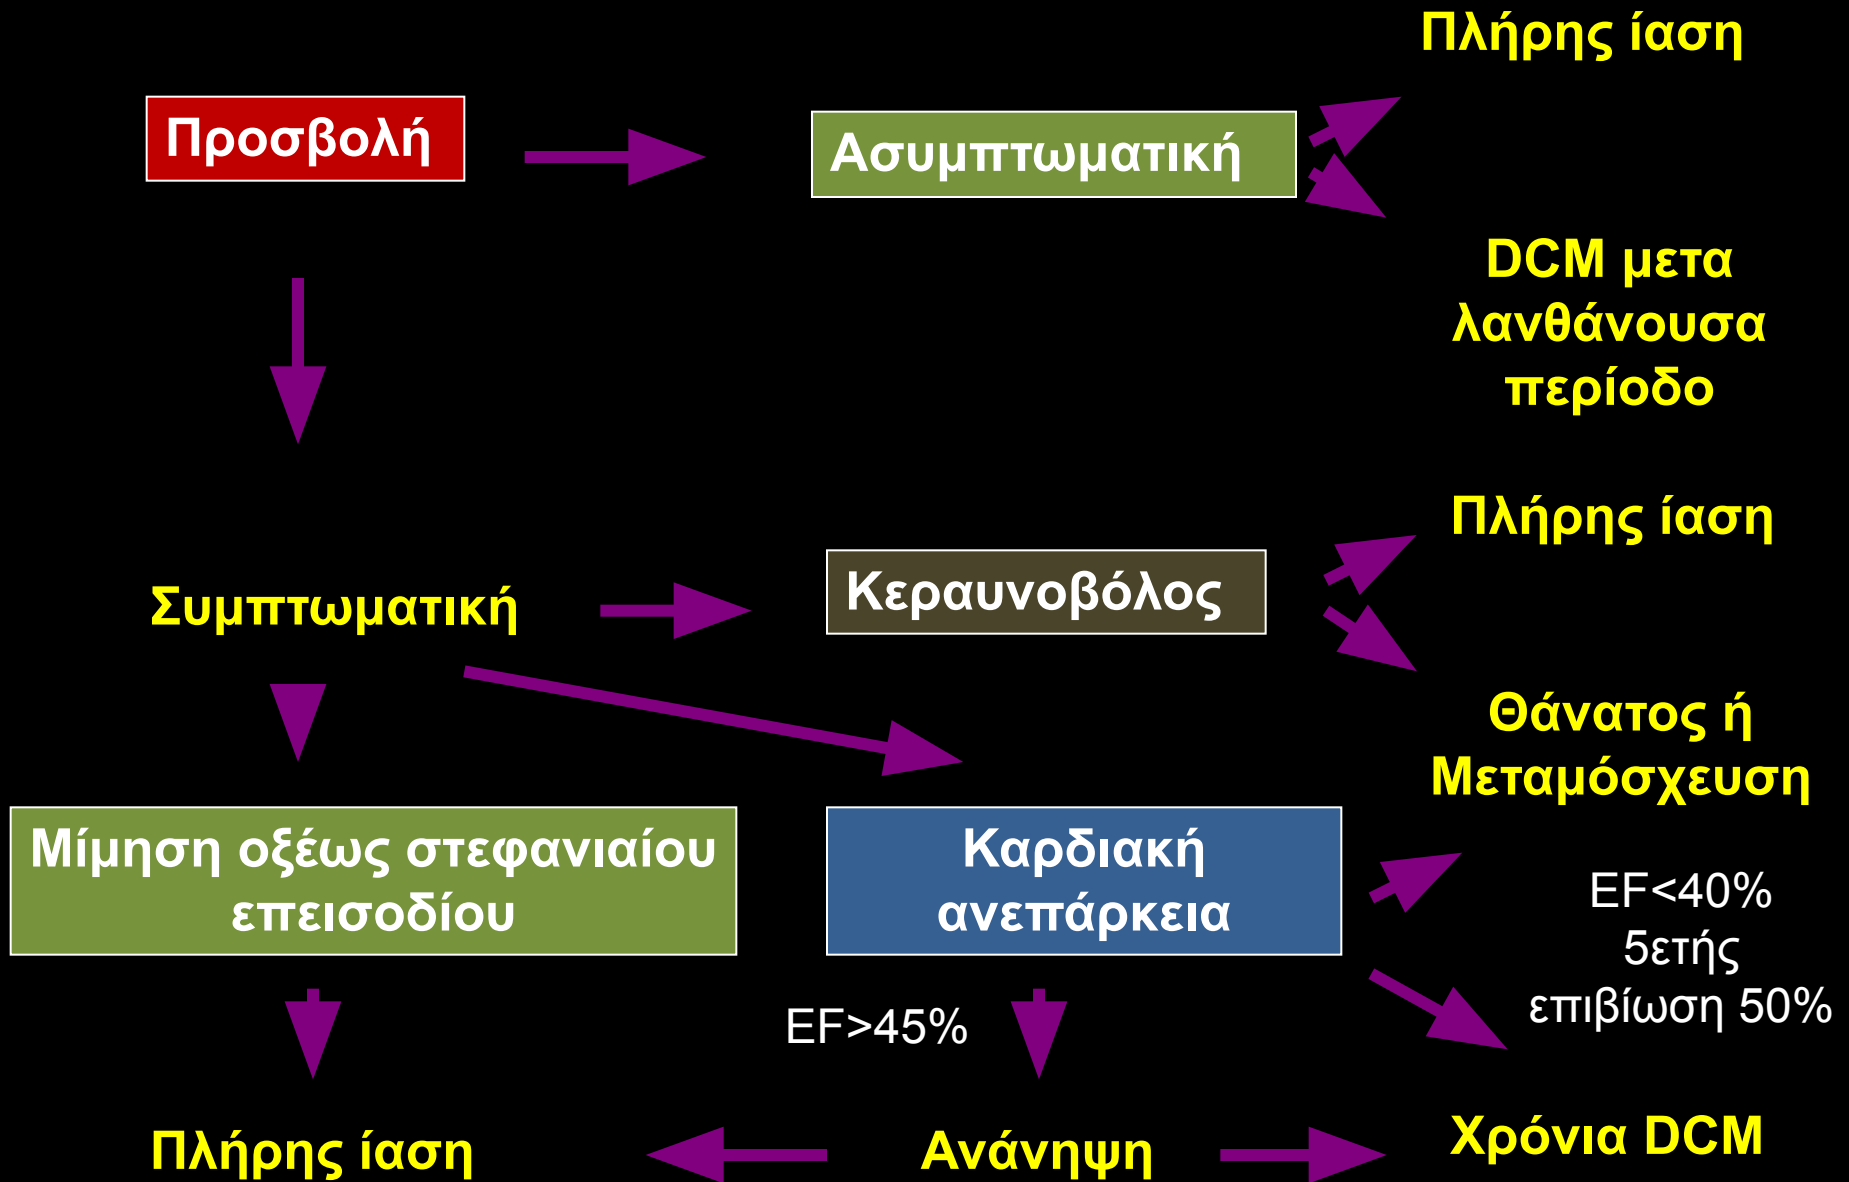 Πλήρης ίαση
Προσβολή
Ασυμπτωματική
DCM μετα
λανθάνουσα
περίοδο
Πλήρης ίαση
Συμπτωματική
Κεραυνοβόλος
Θάνατος ή
Μεταμόσχευση
Μίμηση οξέως στεφανιαίου
επεισοδίου
Καρδιακή
ανεπάρκεια
EF<40%
5ετής
επιβίωση 50%
EF>45%
Πλήρης ίαση
Ανάνηψη
Χρόνια DCM